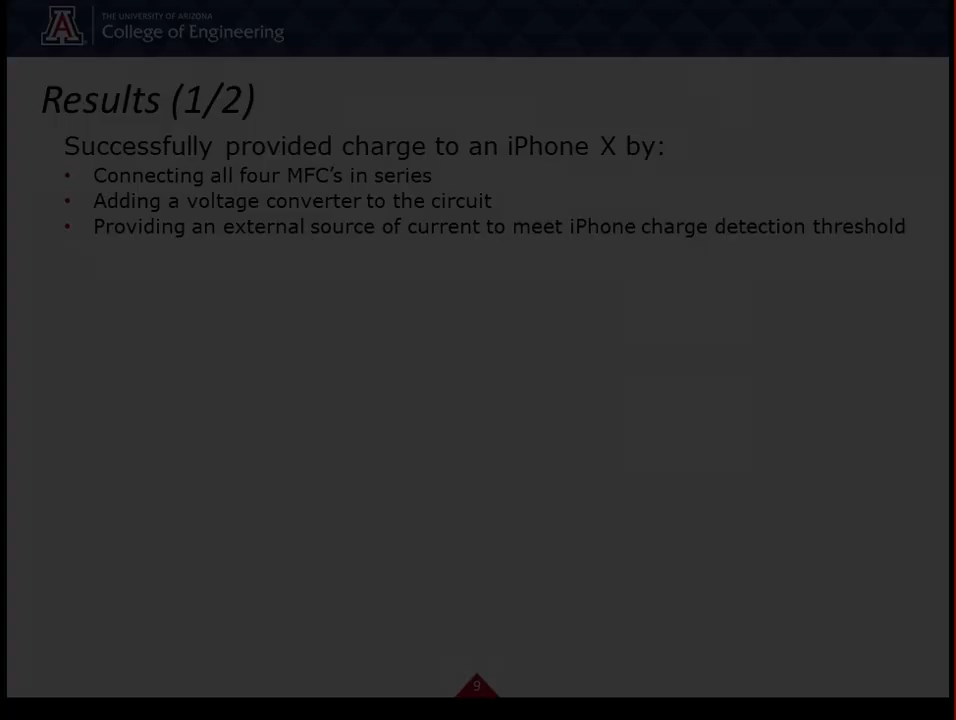 THE UNIVERSITY OF ARIZONA
College of Engineering
Results (1/2)
Successfully provided charge to an iPhone X by:
• Connecting all four MFC’s in series
• Adding a voltage converter to the circuit
• Providing an external source of current to meet iPhone charge detection threshold
9